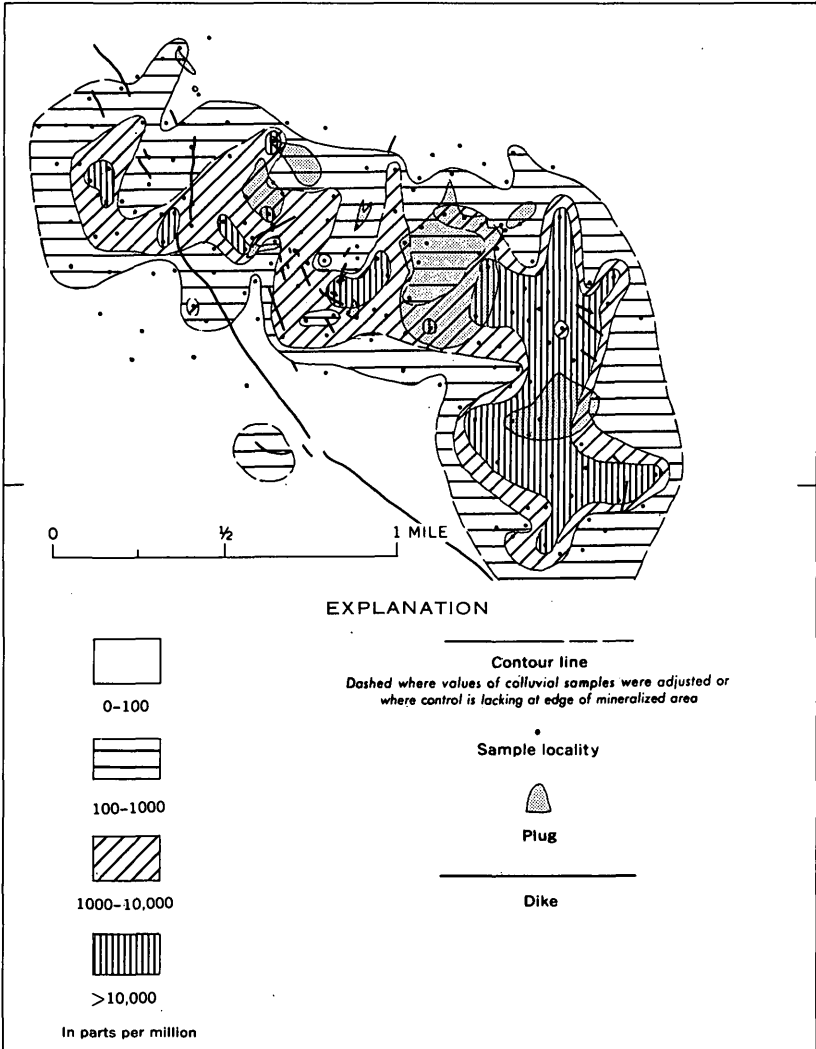 0 ½ 1 MILE
EXPLANATION
0-100
100-1000
1000-10,000
>10,000
In parts per million
Contour line
Dashed where values of colluvial samples were adjusted or
where control is lacking at edge of mineralized area
Sample locality
Plug
Dike